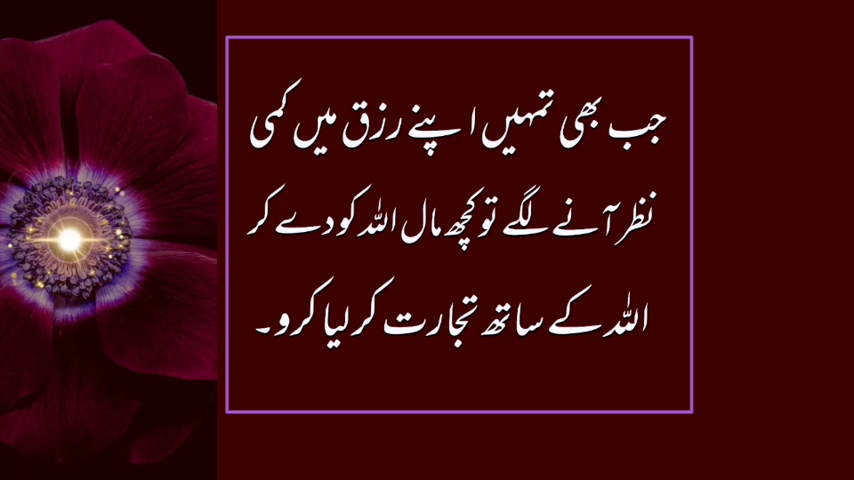 جب بھی تمہیں اپنے رزق میں کمی
نظر آنے لگے تو کچھ مال اللہ کو دے کر
اللہ کے ساتھ تجارت کر لیا کرو۔